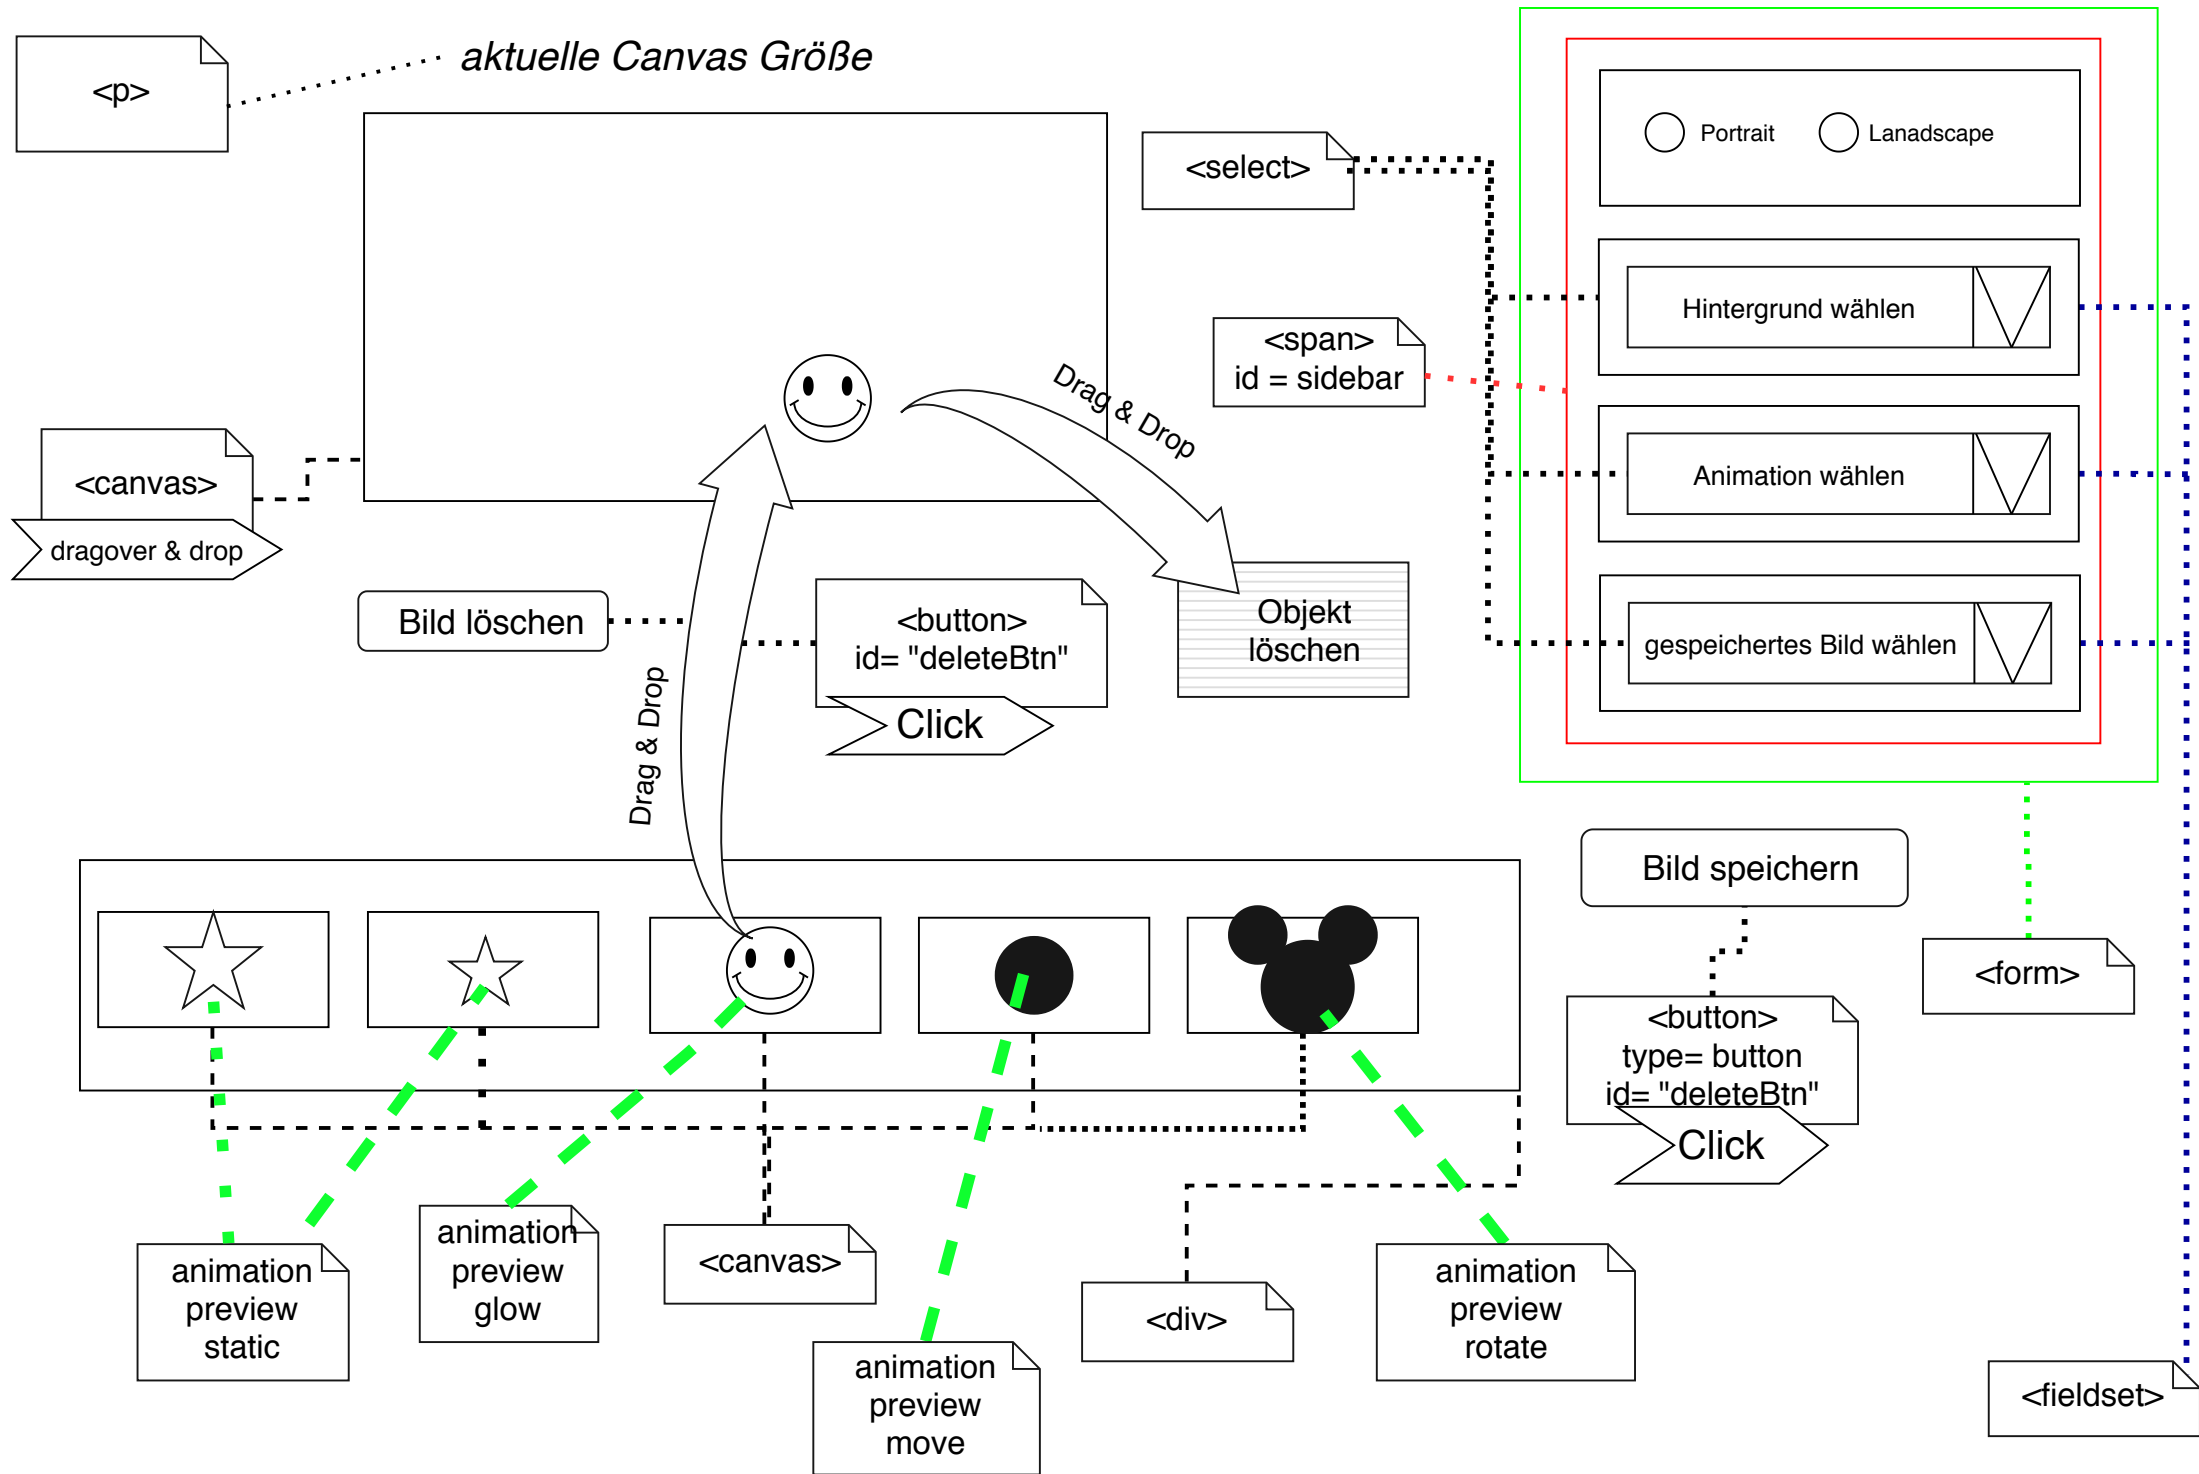 <p>
aktuelle Canvas Größe
Portrait
Lanadscape
<select>
Hintergrund wählen
<span>
id = sidebar
Drag & Drop
Animation wählen
<canvas>
dragover & drop
Bild löschen
<button>
id= "deleteBtn"
Click
Objekt
löschen
gespeichertes Bild wählen
Drag & Drop
Bild speichern
<form>
<button>
type= button
id= "deleteBtn"
Click
animation
preview
static
animation
preview
glow
<canvas>
animation
preview
move
<div>
animation
preview
rotate
<fieldset>